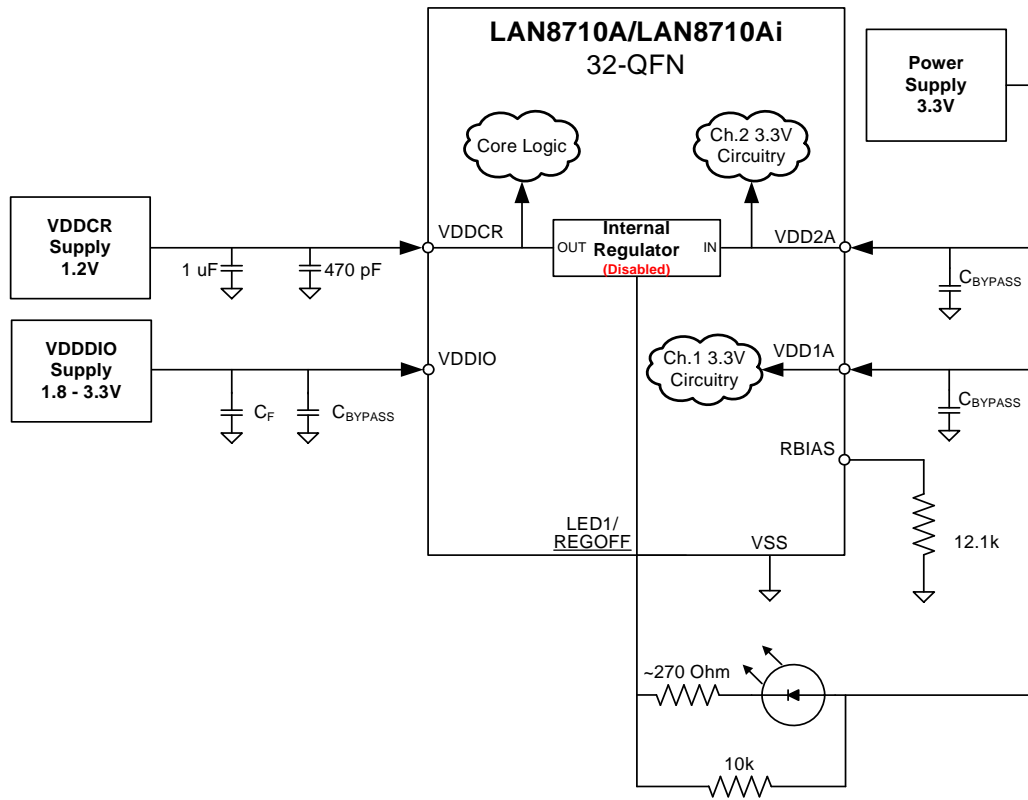 LAN8710A/LAN8710Ai
32-QFN
Power
Supply
3.3V
Core Logic
Ch.2 3.3V
Circuitry
VDDCR
Supply
1.2V
VDDCR
OUT
Internal
Regulator
(Disabled)
IN
VDD2A
1 uF
470 pF
CBYPASS
VDDDIO
Supply
1.8 - 3.3V
VDDIO
Ch.1 3.3V
Circuitry
VDD1A
CF
CBYPASS
CBYPASS
RBIAS
12.1k
LED1/
REGOFF
VSS
~270 Ohm
10k